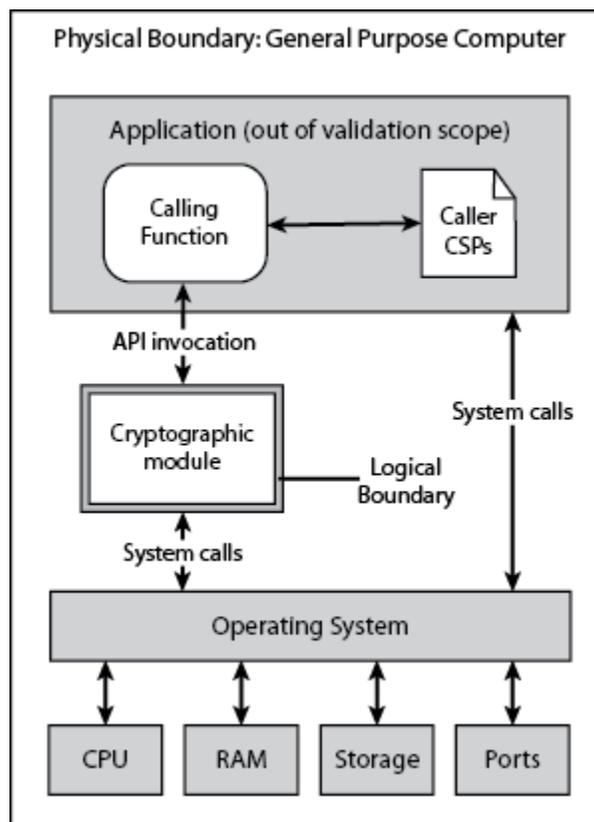 Physical Boundary: General Purpose Computer
Application (out of validation scope)
Calling
Function
Caller
CSPs
API invocation
System calls
Cryptographic
module
Logical
Boundary
System calls
Operating System
CPU
RAM
Storage
Ports